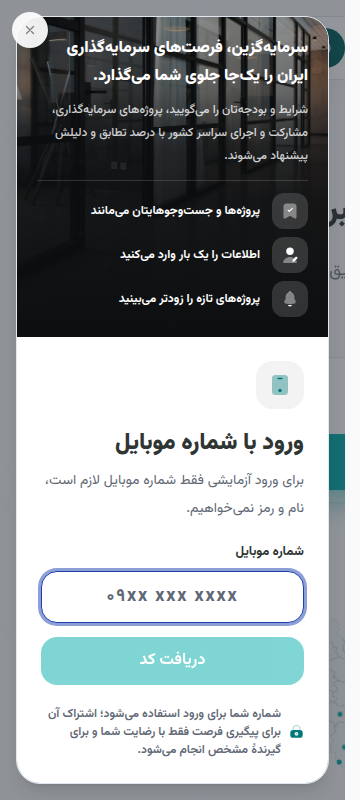 سرمایه‌گزین، فرصت‌های سرمایه‌گذاری
ایران را یک‌جا جلوی شما می‌گذارد.
شرایط و بودجه‌تان را می‌گویید، پروژه‌های سرمایه‌گذاری،
مشارکت و اجرای سراسر کشور با درصد تطابق و دلیلش
پیشنهاد می‌شوند.
پروژه‌ها و جست‌وجوهایتان می‌مانند
اطلاعات را یک بار وارد می‌کنید
پروژه‌های تازه را زودتر می‌بینید
ورود با شماره موبایل
برای ورود آزمایشی فقط شماره موبایل لازم است،
نام و رمز نمی‌خواهیم.
شماره موبایل
۰۹xx xxx xxxx
دریافت کد
شماره شما برای ورود استفاده می‌شود؛ اشتراک آن
برای پیگیری فرصت فقط با رضایت شما و برای
گیرندهٔ مشخص انجام می‌شود.